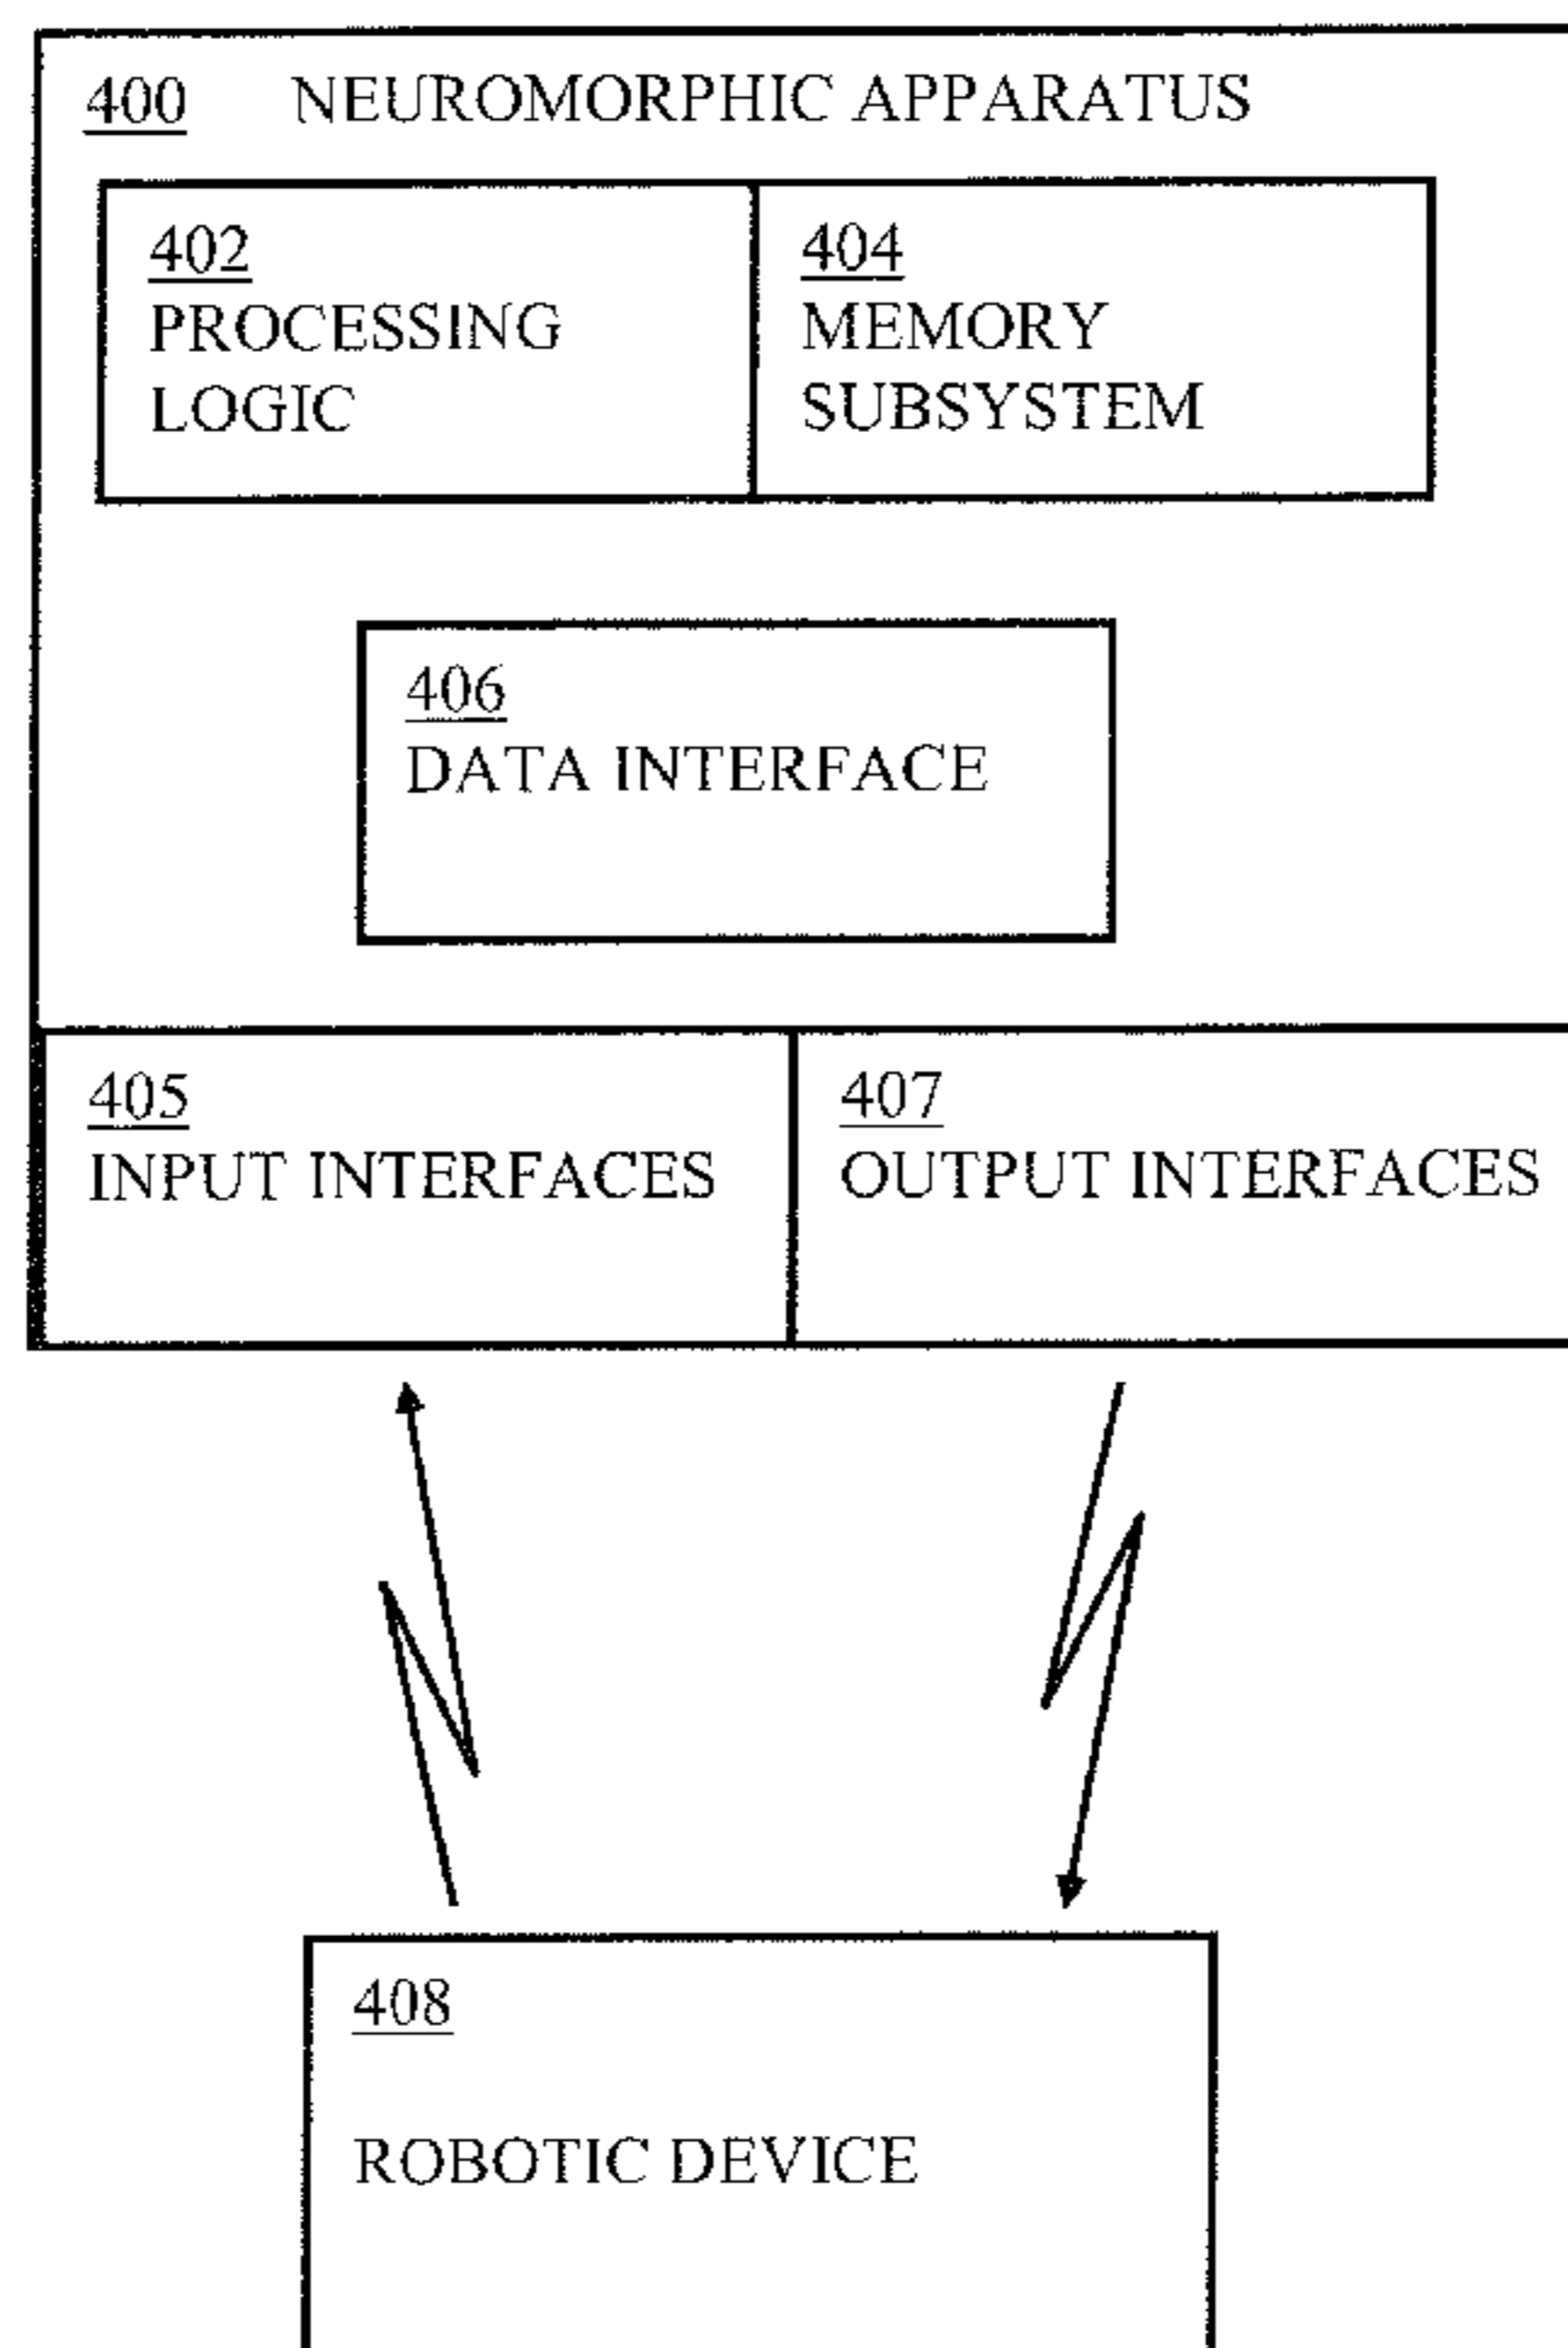 400 NEUROMORPHIC APPARATUS
402
PROCESSING
LOGIC
404
MEMORY
SUBSYSTEM
406
DATA INTERFACE
405
INPUT INTERFACES
407
OUTPUT INTERFACES
408
ROBOTIC DEVICE